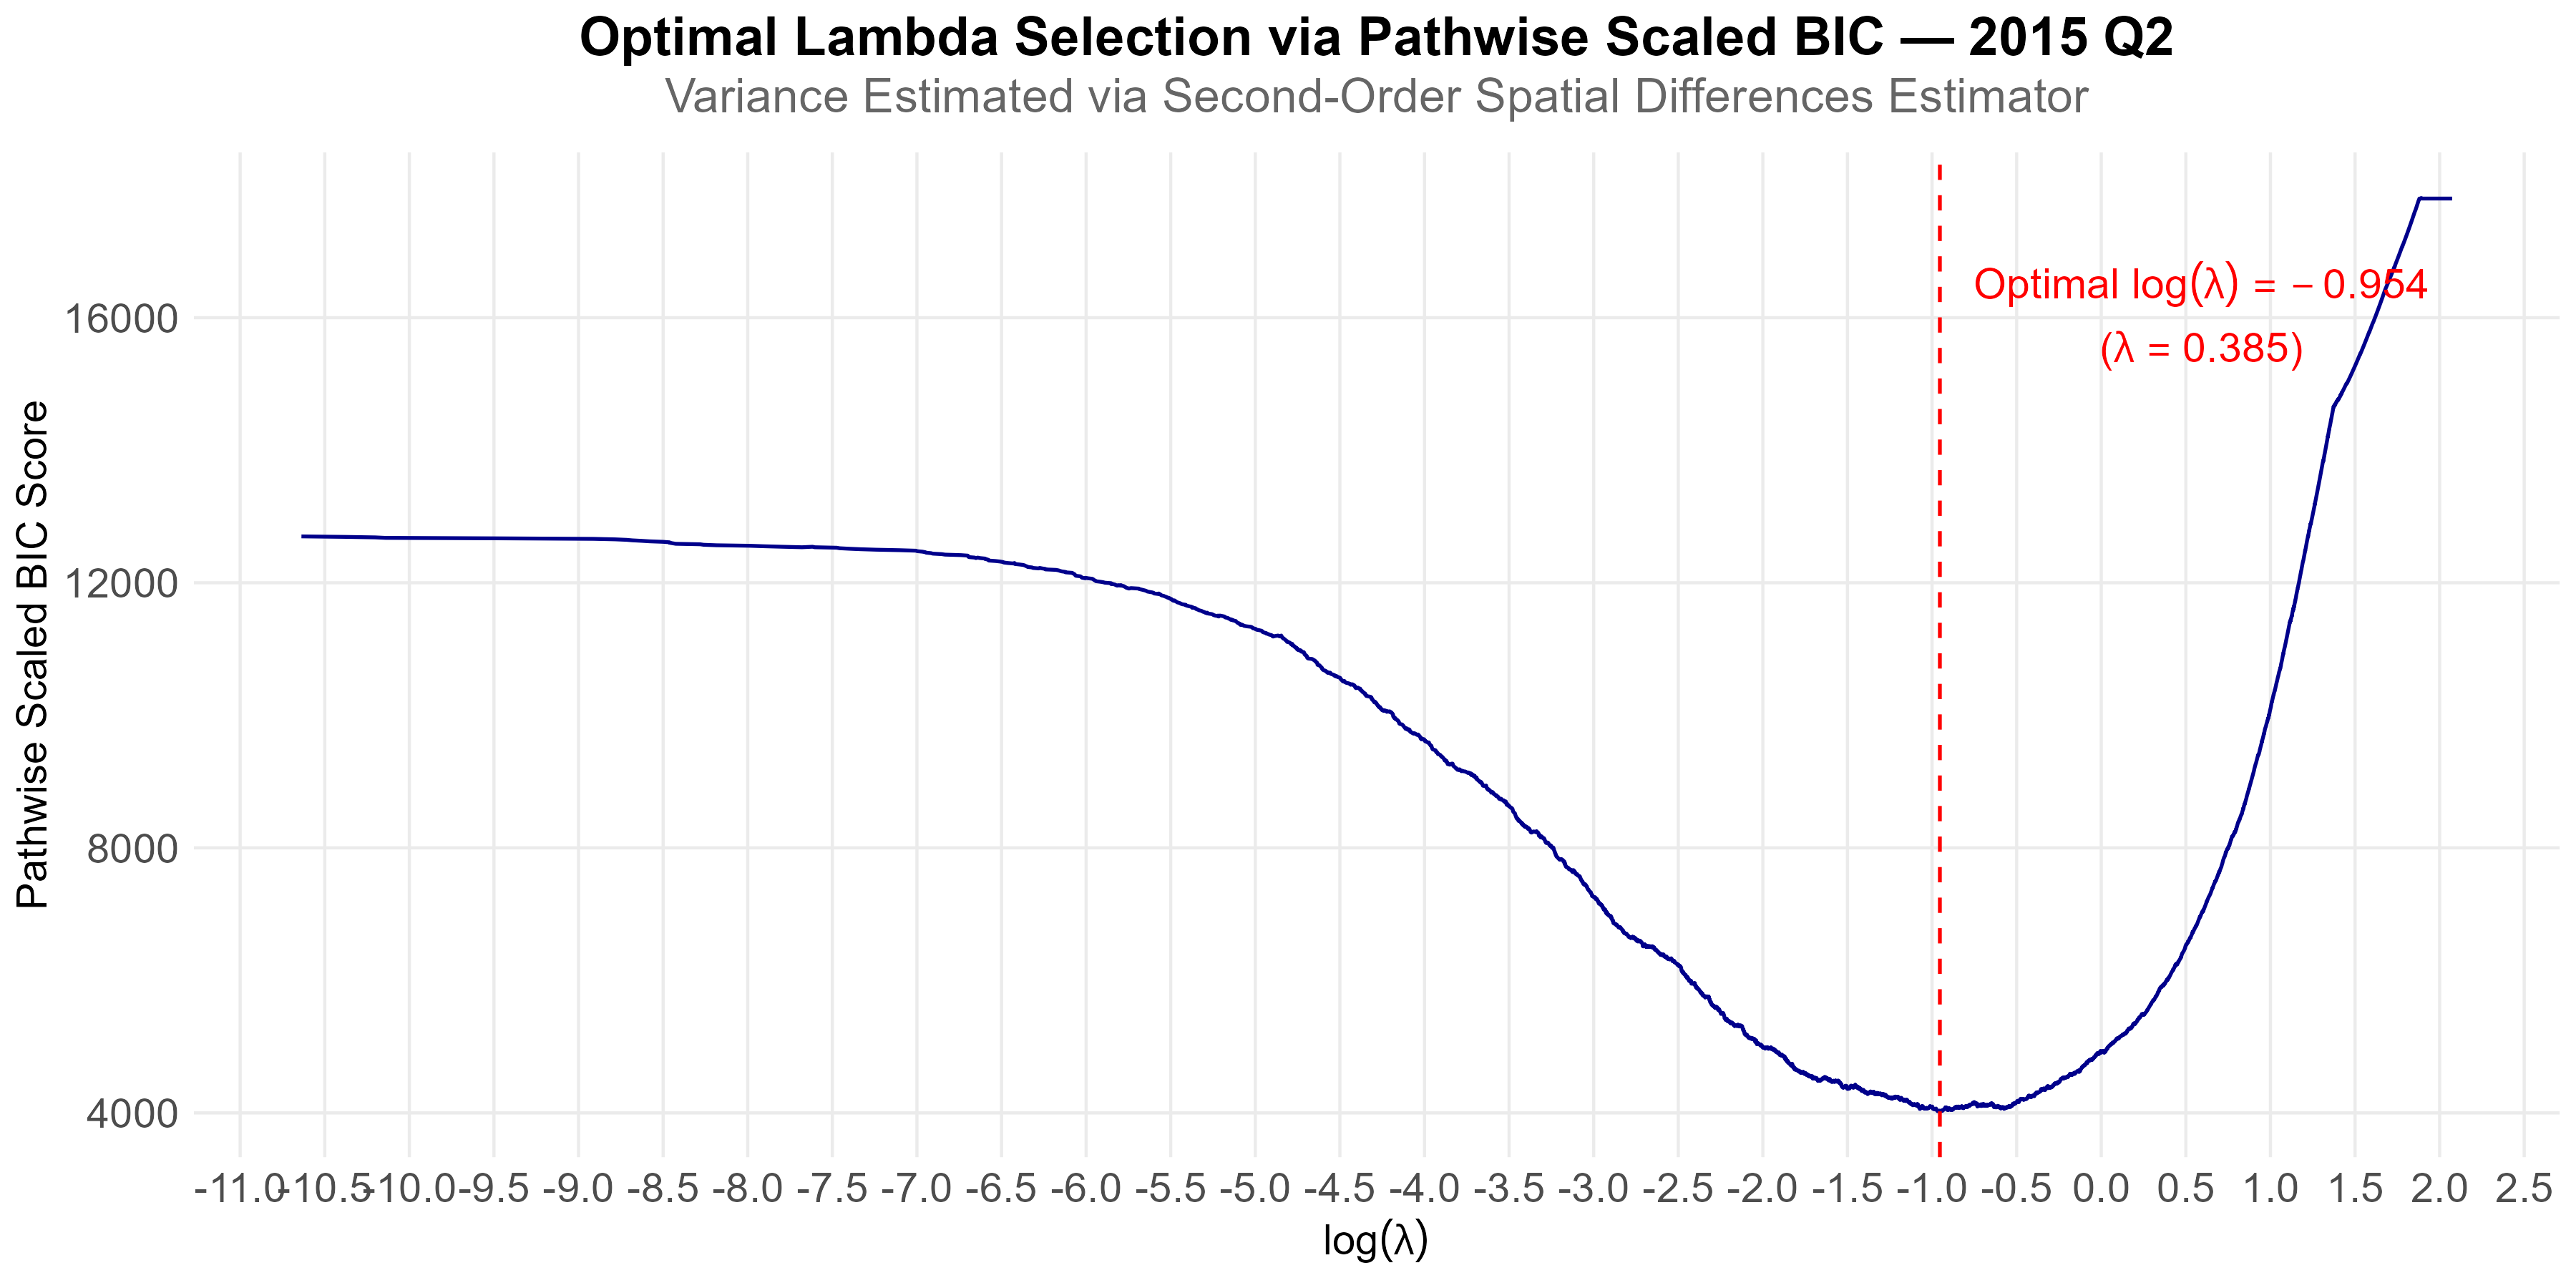 Optimal Lambda Selection via Pathwise Scaled BIC — 2015 Q2
Variance Estimated via Second-Order Spatial Differences Estimator
Optimal log(λ) = − 0.954
(λ = 0.385)
Pathwise Scaled BIC Score
16000
12000
8000
4000
-11.0 -10.5 -10.0 -9.5 -9.0 -8.5 -8.0 -7.5 -7.0 -6.5 -6.0 -5.5 -5.0 -4.5 -4.0 -3.5 -3.0 -2.5 -2.0 -1.5 -1.0 -0.5 0.0 0.5 1.0 1.5 2.0 2.5
log(λ)